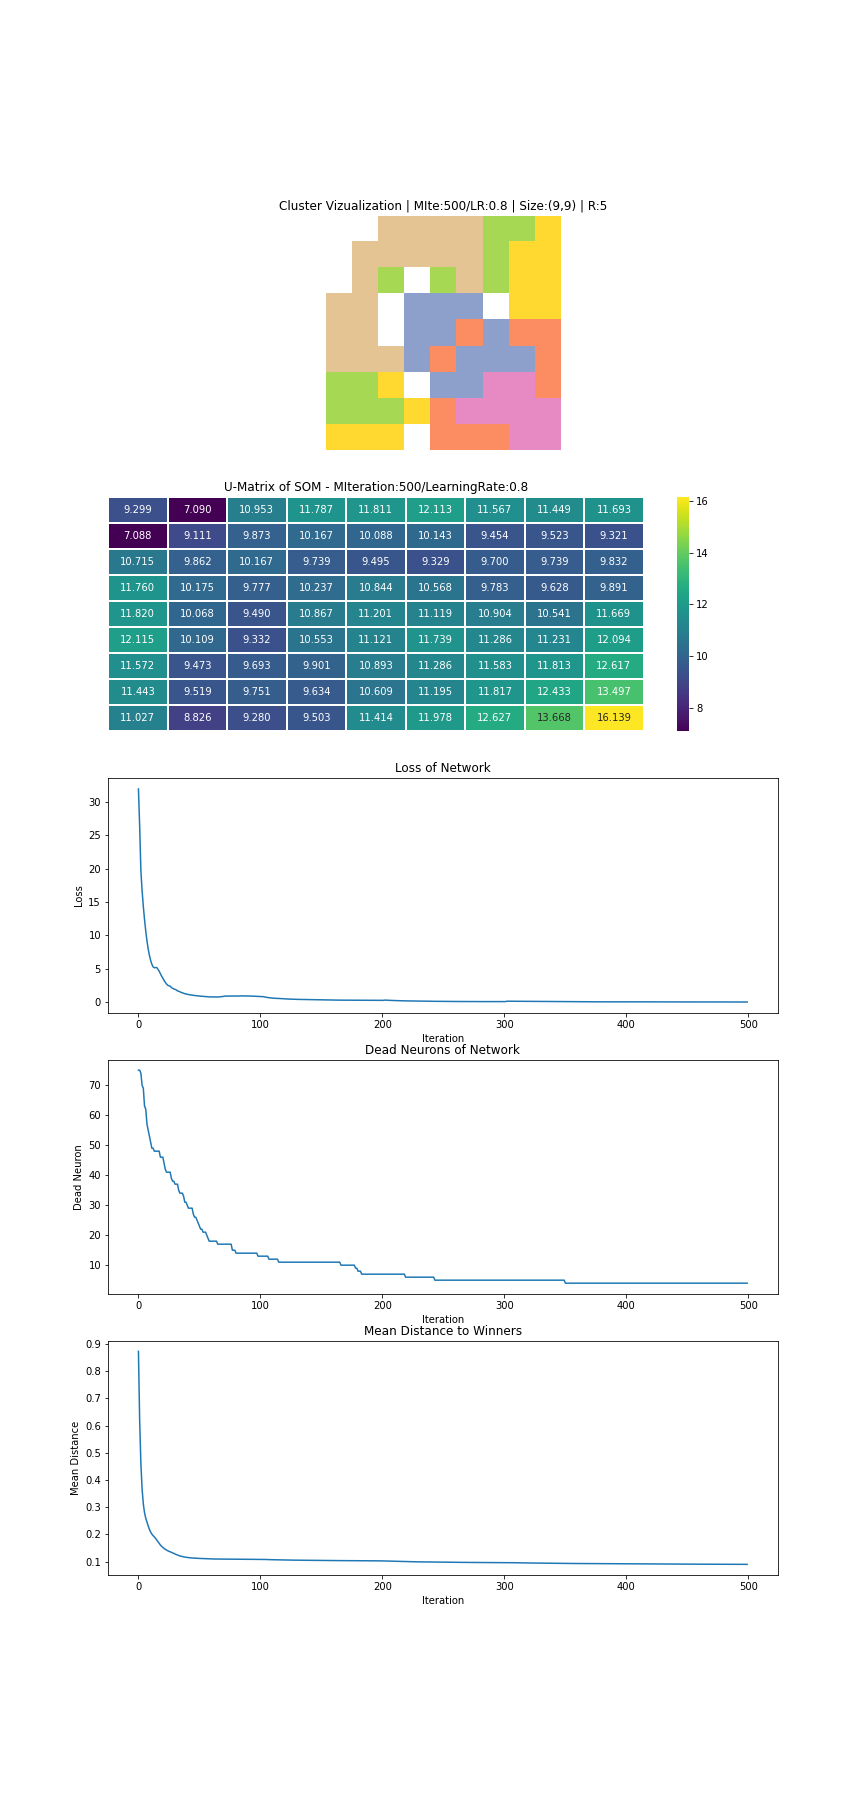 Cluster Vizualization | MIte:500/LR:0.8 | Size:(9,9) | R:5
U-Matrix of SOM - MIteration:500/LearningRate:0.8
9.299 7.090 10.953 11.787 11.811 12.113 11.567 11.449 11.693
7.088 9.111 9.873 10.167 10.088 10.143 9.454 9.523 9.321
10.715 9.862 10.167 9.739 9.495 9.329 9.700 9.739 9.832
11.760 10.175 9.777 10.237 10.844 10.568 9.783 9.628 9.891
11.820 10.068 9.490 10.867 11.201 11.119 10.904 10.541 11.669
12.115 10.109 9.332 10.553 11.121 11.739 11.286 11.231 12.094
11.572 9.473 9.693 9.901 10.893 11.286 11.583 11.813 12.617
11.443 9.519 9.751 9.634 10.609 11.195 11.817 12.433 13.497
11.027 8.826 9.280 9.503 11.414 11.978 12.627 13.668 16.139
16
14
12
10
8
Loss of Network
30
25
20
15
10
5
0
Loss
0 100 200 300 400 500
Iteration
Dead Neurons of Network
70
60
50
40
30
20
10
Dead Neuron
0 100 200 300 400 500
Iteration
Mean Distance to Winners
0.9
0.8
0.7
0.6
0.5
0.4
0.3
0.2
0.1
Mean Distance
0 100 200 300 400 500
Iteration